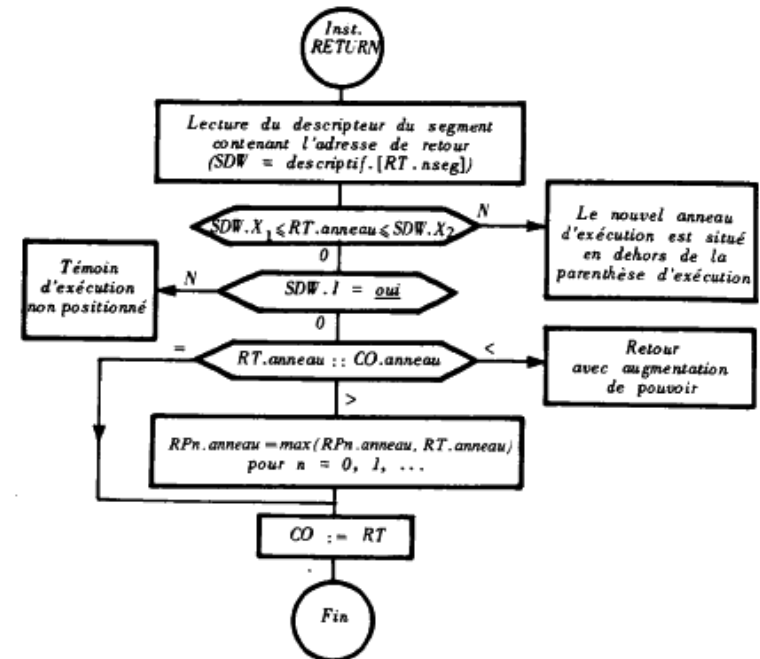 Inst.
RETURN
Lecture du descripteur du segment
contenant l'adresse de retour
(SDW = descriptif.[RT.nseg])
SDW.X1 ⩽ RT.anneau ⩽ SDW.X2
N
Le nouvel anneau
d'exécution est situé
en dehors de la
parenthèse d'exécution
0
Témoin
d'exécution
non positionné
N
SDW.1 = oui
0
=
RT.anneau :: CO.anneau
<
Retour
avec augmentation
de pouvoir
>
RPn.anneau = max(RPn.anneau, RT.anneau)
pour n = 0, 1, ...
CO := RT
Fin